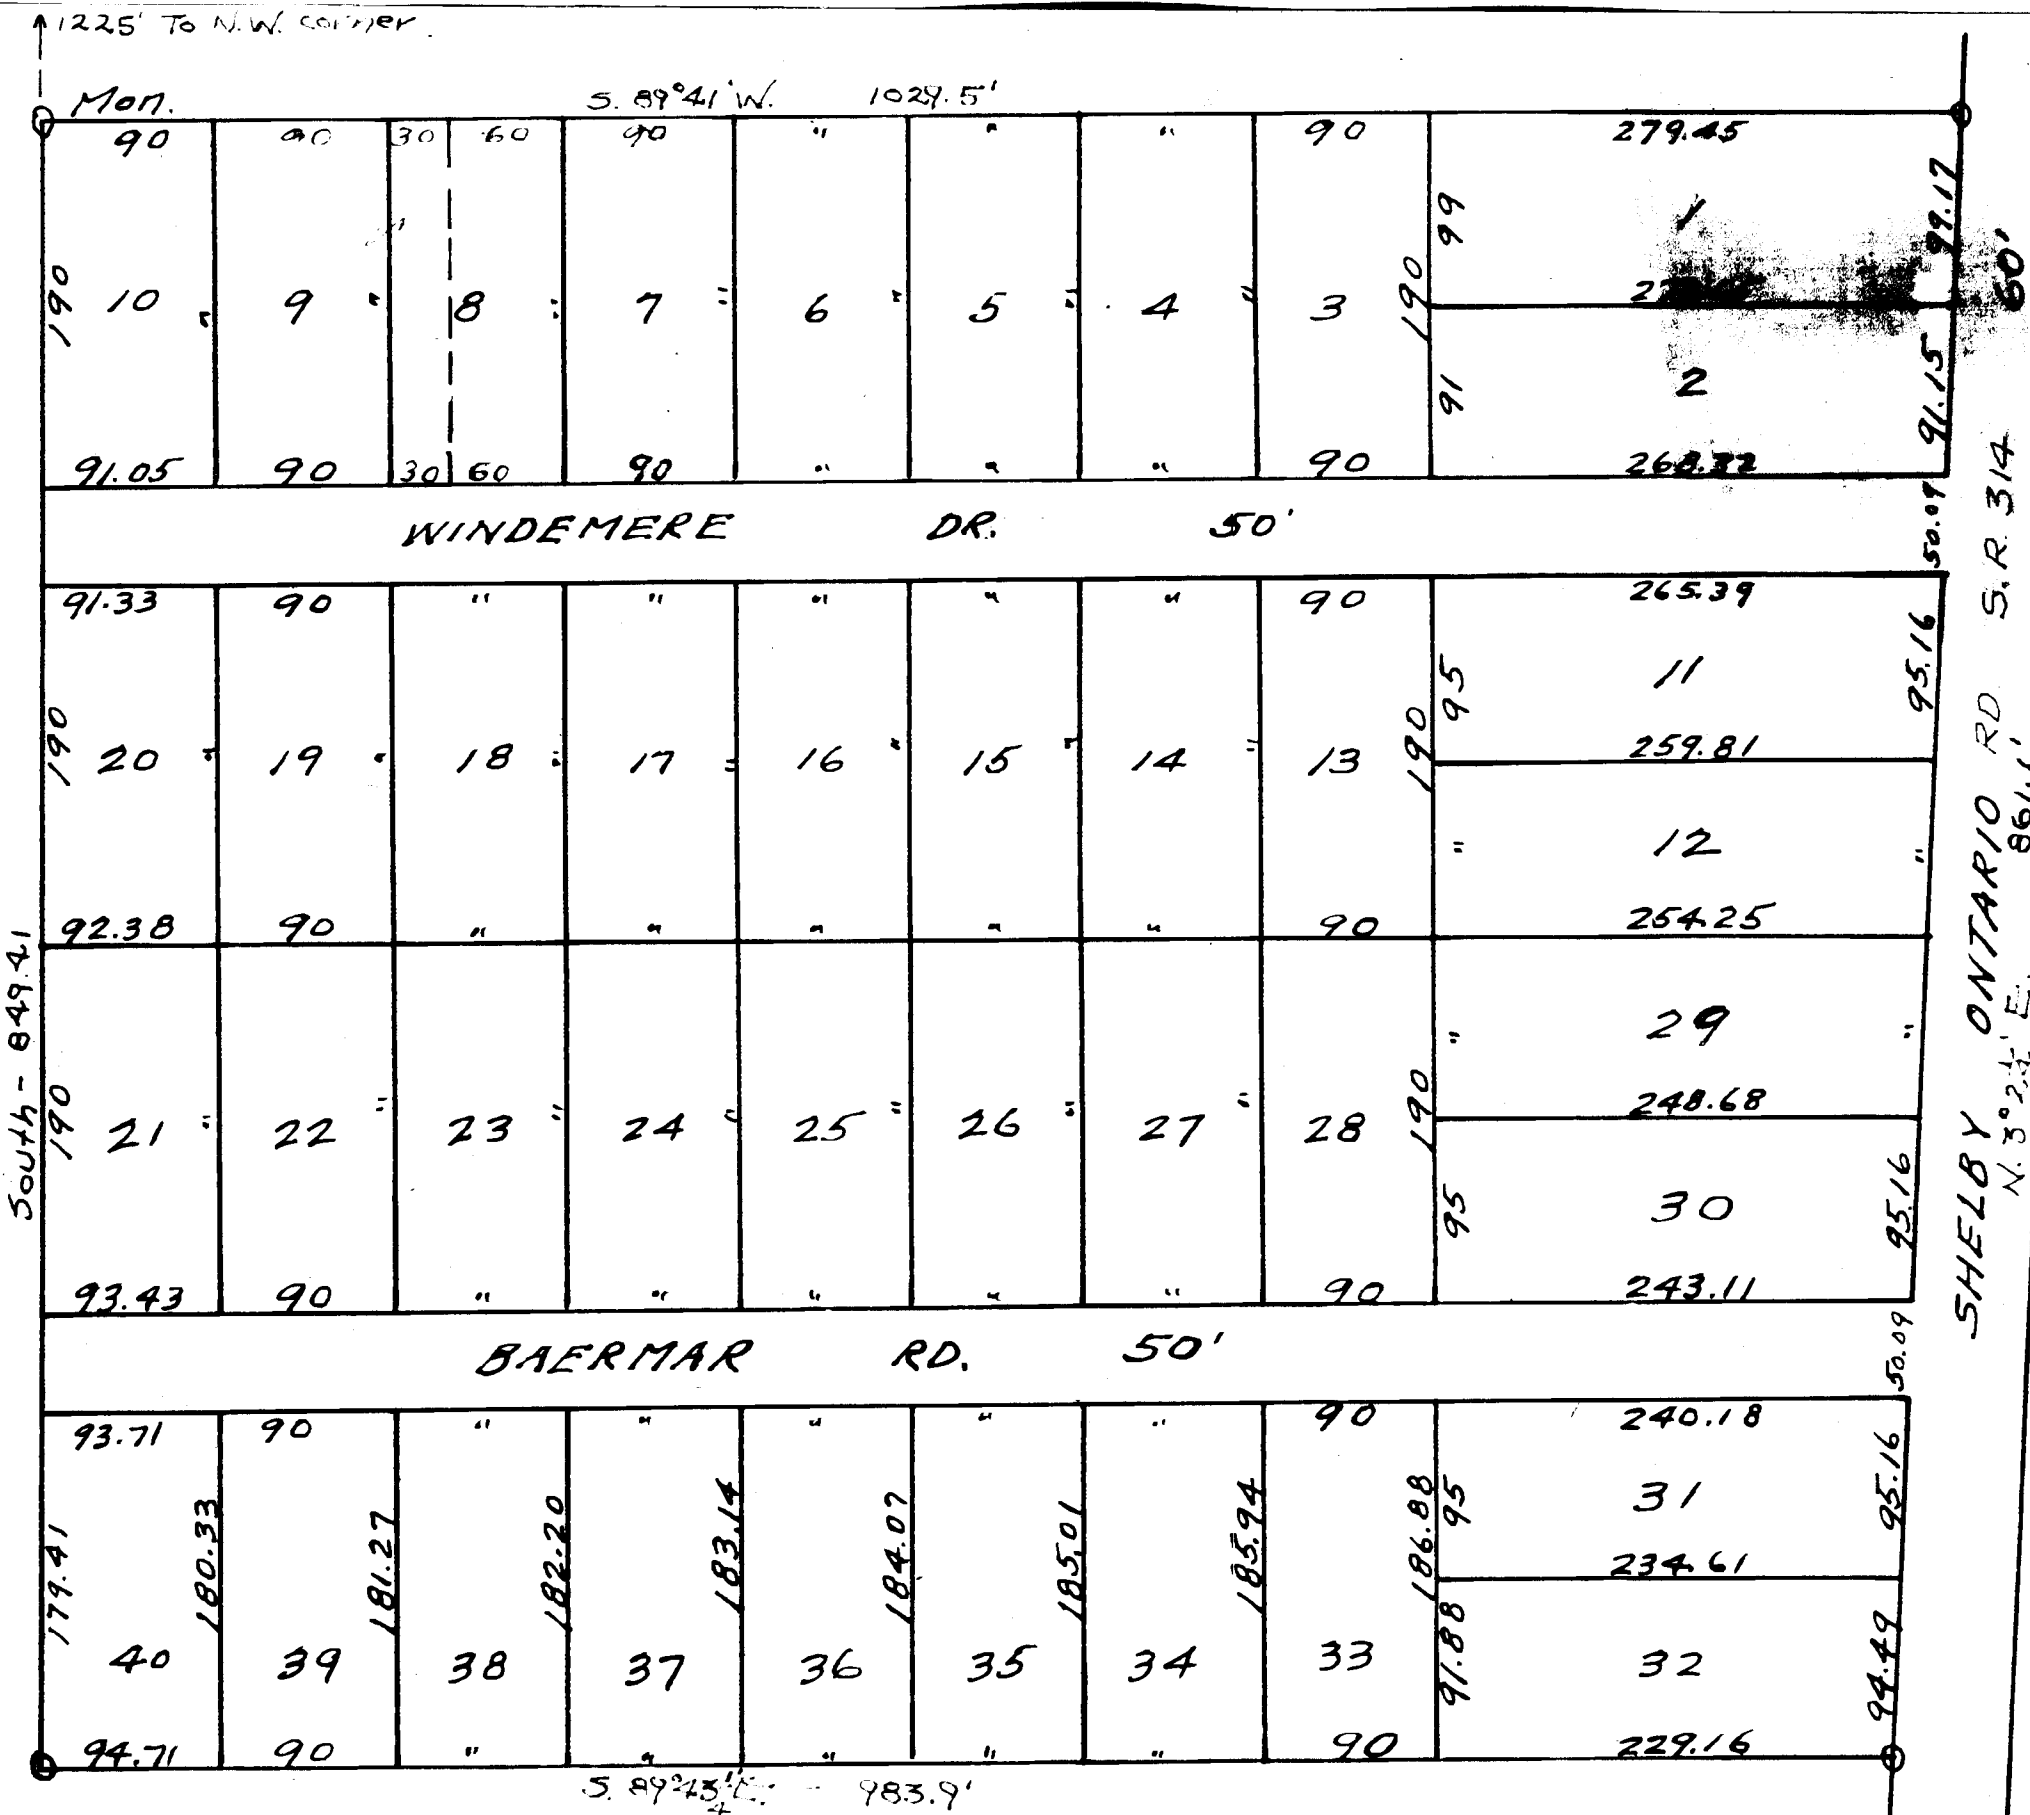 1225' To N.W. corner.
Mon. S. 89°41' W. 1029.5'
90 90 30 60 90 " " " 90 279.45
190 10 " 9 " 8 " 7 " 6 " 5 " 4 " 3 190 99 1 99.17
91 2 91.15
91.05 90 30 60 90 " " " 90 268.32
WINDEMERE DR. 50' 50.09
91.33 90 " " " " " 90 265.39
95 11 95.16
190 20 " 19 " 18 " 17 " 16 " 15 " 14 " 13 190 259.81
" 12 "
92.38 90 " " " " " 90 254.25
" 29 "
190 21 " 22 " 23 " 24 " 25 " 26 " 27 " 28 190 248.68
95 30 95.16
93.43 90 " " " " " 90 243.11
BAERMAR RD. 50' 50.09
93.71 90 " " " " " 90 240.18
179.41 180.33 181.27 182.20 183.14 184.07 185.01 185.94 186.88 95 31 95.16
234.61
40 39 38 37 36 35 34 33 91.88 32 94.49
94.71 90 " " " " " 90 229.16
S. 89°43¼' E. - 983.9'
South - 849.41
SHELBY ONTARIO RD S.R. 314 60'
N. 3°2¼' E.